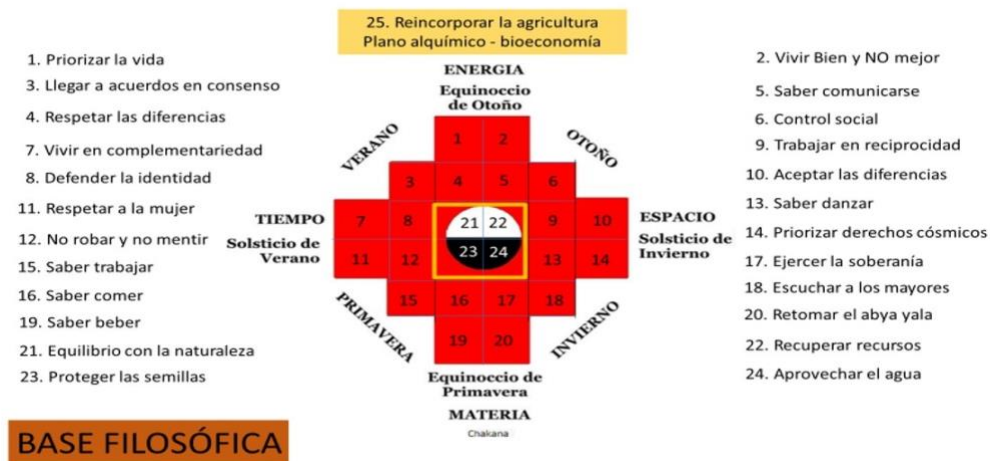 25. Reincorporar la agricultura
Plano alquímico - bioeconomía
1. Priorizar la vida
3. Llegar a acuerdos en consenso
4. Respetar las diferencias
7. Vivir en complementariedad
8. Defender la identidad
11. Respetar a la mujer
12. No robar y no mentir
15. Saber trabajar
16. Saber comer
19. Saber beber
21. Equilibrio con la naturaleza
23. Proteger las semillas
ENERGIA
Equinoccio
de Otoño
VERANO
OTOÑO
1 2
3 4 5 6
TIEMPO
Solsticio de
Verano
7 8 21 22 9 10
11 12 23 24 13 14
ESPACIO
Solsticio de
Invierno
15 16 17 18
19 20
PRIMAVERA
INVIERNO
Equinoccio de
Primavera
MATERIA
Chakana
2. Vivir Bien y NO mejor
5. Saber comunicarse
6. Control social
9. Trabajar en reciprocidad
10. Aceptar las diferencias
13. Saber danzar
14. Priorizar derechos cósmicos
17. Ejercer la soberanía
18. Escuchar a los mayores
20. Retomar el abya yala
22. Recuperar recursos
24. Aprovechar el agua
BASE FILOSÓFICA